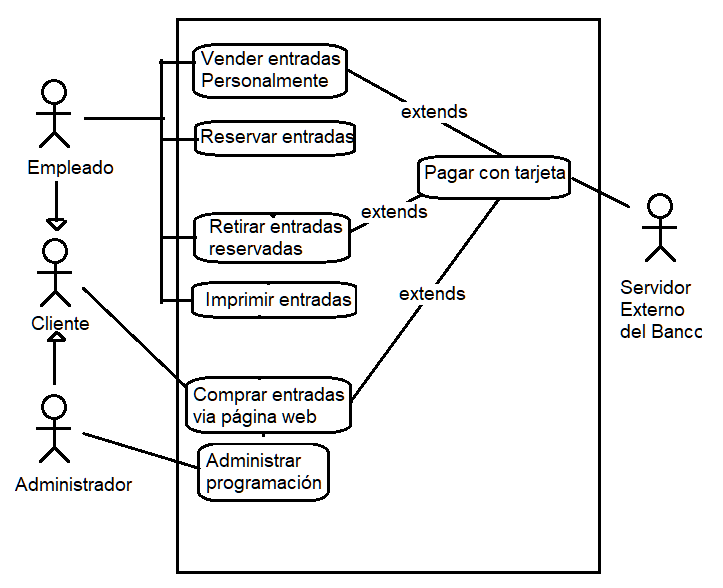 Vender entradas
Personalmente
extends
Empleado
Reservar entradas
Pagar con tarjeta
Retirar entradas
reservadas
extends
Cliente
Imprimir entradas
extends
Servidor
Externo
del Banco
Comprar entradas
via página web
Administrador
Administrar
programación